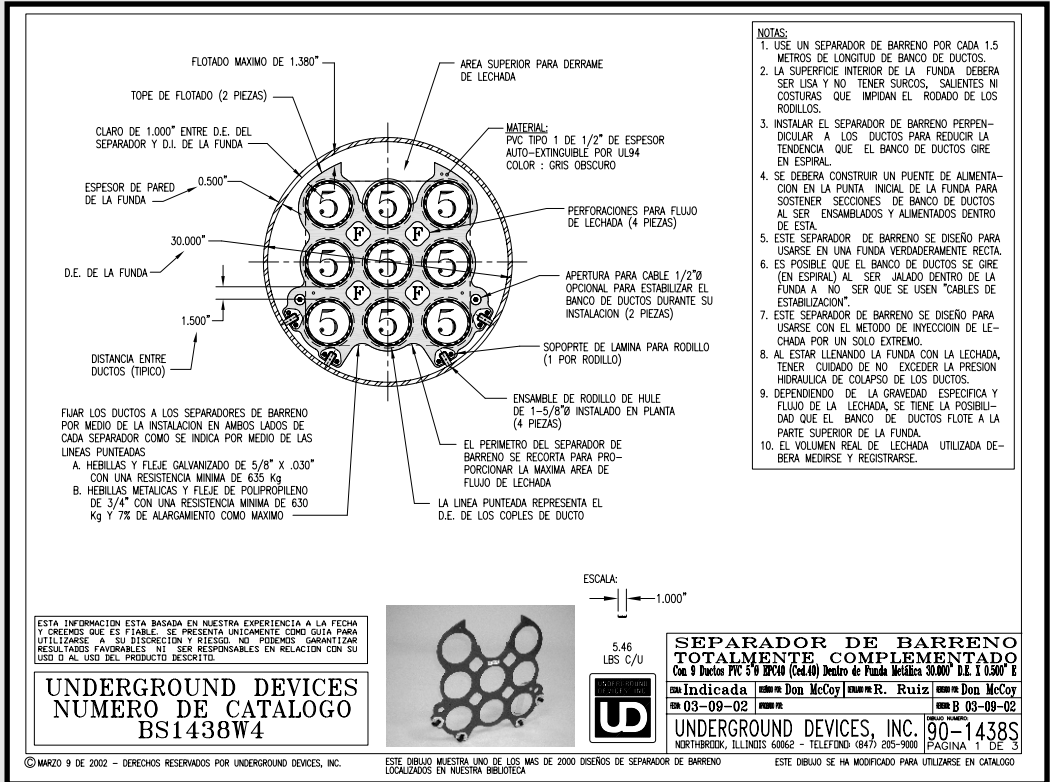 FLOTADO MAXIMO DE 1.380"
TOPE DE FLOTADO (2 PIEZAS)
CLARO DE 1.000" ENTRE D.E. DEL
SEPARADOR Y D.I. DE LA FUNDA
ESPESOR DE PARED
DE LA FUNDA
0.500"
30.000"
D.E. DE LA FUNDA
1.500"
DISTANCIA ENTRE
DUCTOS (TIPICO)
AREA SUPERIOR PARA DERRAME
DE LECHADA
MATERIAL:
PVC TIPO 1 DE 1/2" DE ESPESOR
AUTO-EXTINGUIBLE POR UL94
COLOR : GRIS OBSCURO
PERFORACIONES PARA FLUJO
DE LECHADA (4 PIEZAS)
APERTURA PARA CABLE 1/2"Ø
OPCIONAL PARA ESTABILIZAR EL
BANCO DE DUCTOS DURANTE SU
INSTALACION (2 PIEZAS)
SOPOPRTE DE LAMINA PARA RODILLO
(1 POR RODILLO)
ENSAMBLE DE RODILLO DE HULE
DE 1-5/8"Ø INSTALADO EN PLANTA
(4 PIEZAS)
EL PERIMETRO DEL SEPARADOR DE
BARRENO SE RECORTA PARA PRO-
PORCIONAR LA MAXIMA AREA DE
FLUJO DE LECHADA
LA LINEA PUNTEADA REPRESENTA EL
D.E. DE LOS COPLES DE DUCTO
5 5 5
F F
5 5 5
F F
5 5 5
FIJAR LOS DUCTOS A LOS SEPARADORES DE BARRENO
POR MEDIO DE LA INSTALACION EN AMBOS LADOS DE
CADA SEPARADOR COMO SE INDICA POR MEDIO DE LAS
LINEAS PUNTEADAS
A. HEBILLAS Y FLEJE GALVANIZADO DE 5/8" X .030"
CON UNA RESISTENCIA MINIMA DE 635 Kg
B. HEBILLAS METALICAS Y FLEJE DE POLIPROPILENO
DE 3/4" CON UNA RESISTENCIA MINIMA DE 630
Kg Y 7% DE ALARGAMIENTO COMO MAXIMO
NOTAS:
1. USE UN SEPARADOR DE BARRENO POR CADA 1.5
METROS DE LONGITUD DE BANCO DE DUCTOS.
2. LA SUPERFICIE INTERIOR DE LA FUNDA DEBERA
SER LISA Y NO TENER SURCOS, SALIENTES NI
COSTURAS QUE IMPIDAN EL RODADO DE LOS
RODILLOS.
3. INSTALAR EL SEPARADOR DE BARRENO PERPEN-
DICULAR A LOS DUCTOS PARA REDUCIR LA
TENDENCIA QUE EL BANCO DE DUCTOS GIRE
EN ESPIRAL.
4. SE DEBERA CONSTRUIR UN PUENTE DE ALIMENTA-
CION EN LA PUNTA INICIAL DE LA FUNDA PARA
SOSTENER SECCIONES DE BANCO DE DUCTOS
AL SER ENSAMBLADOS Y ALIMENTADOS DENTRO
DE ESTA.
5. ESTE SEPARADOR DE BARRENO SE DISEÑO PARA
USARSE EN UNA FUNDA VERDADERAMENTE RECTA.
6. ES POSIBLE QUE EL BANCO DE DUCTOS SE GIRE
(EN ESPIRAL) AL SER JALADO DENTRO DE LA
FUNDA A NO SER QUE SE USEN "CABLES DE
ESTABILIZACION".
7. ESTE SEPARADOR DE BARRENO SE DISEÑO PARA
USARSE CON EL METODO DE INYECCIOIN DE LE-
CHADA POR UN SOLO EXTREMO.
8. AL ESTAR LLENANDO LA FUNDA CON LA LECHADA,
TENER CUIDADO DE NO EXCEDER LA PRESION
HIDRAULICA DE COLAPSO DE LOS DUCTOS.
9. DEPENDIENDO DE LA GRAVEDAD ESPECIFICA Y
FLUJO DE LA LECHADA, SE TIENE LA POSIBILI-
DAD QUE EL BANCO DE DUCTOS FLOTE A LA
PARTE SUPERIOR DE LA FUNDA.
10. EL VOLUMEN REAL DE LECHADA UTILIZADA DE-
BERA MEDIRSE Y REGISTRARSE.
ESCALA:
1.000"
5.46
LBS C/U
ESTA INFORMACION ESTA BASADA EN NUESTRA EXPERIENCIA A LA FECHA
Y CREEMOS QUE ES FIABLE. SE PRESENTA UNICAMENTE COMO GUIA PARA
UTILIZARSE A SU DISCRECION Y RIESGO. NO PODEMOS GARANTIZAR
RESULTADOS FAVORABLES NI SER RESPONSABLES EN RELACION CON SU
USO O AL USO DEL PRODUCTO DESCRITO.
UNDERGROUND DEVICES
NUMERO DE CATALOGO
BS1438W4
UNDERGROUND
DEVICES INC.
UD
SEPARADOR DE BARRENO
TOTALMENTE COMPLEMENTADO
Con 9 Ductos PVC 5"Ø EPC40 (Ced.40) Dentro de Funda Metálica 30.000" D.E. X 0.500" E
ESCALA: Indicada DISEÑADO POR: Don McCoy DIBUJADO POR: R. Ruiz REVISADO POR: Don McCoy
FECHA: 03-09-02 APROBADO POR: REVISION: B 03-09-02
UNDERGROUND DEVICES, INC.
NORTHBROOK, ILLINOIS 60062 - TELEFONO: (847) 205-9000
DIBUJO NUMERO:
90-1438S
PAGINA 1 DE 3
© MARZO 9 DE 2002 - DERECHOS RESERVADOS POR UNDERGROUND DEVICES, INC.
ESTE DIBUJO MUESTRA UNO DE LOS MAS DE 2000 DISEÑOS DE SEPARADOR DE BARRENO
LOCALIZADOS EN NUESTRA BIBLIOTECA
ESTE DIBUJO SE HA MODIFICADO PARA UTILIZARSE EN CATALOGO